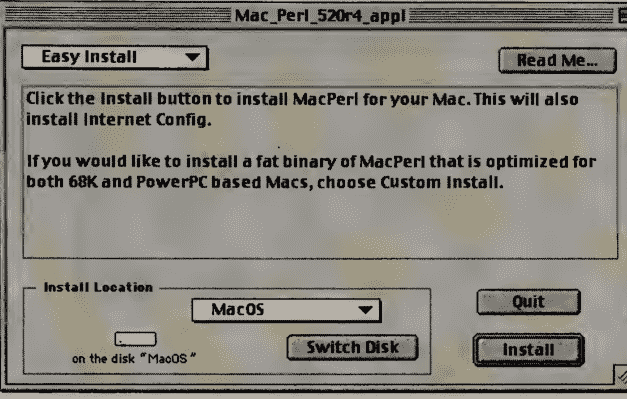 Mac_Perl_520r4_appl
Easy Install
Read Me...
Click the Install button to install MacPerl for your Mac. This will also
install Internet Config.
If you would like to install a fat binary of MacPerl that is optimized for
both 68K and PowerPC based Macs, choose Custom Install.
Install Location
MacOS
Quit
on the disk "MacOS"
Switch Disk
Install